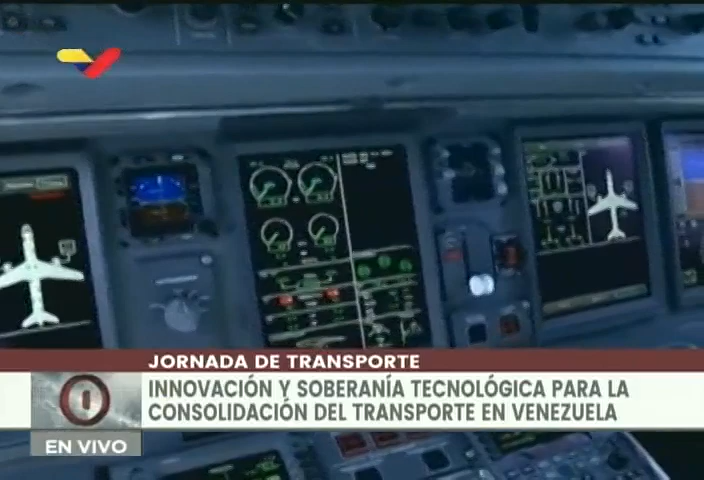 JORNADA DE TRANSPORTE
INNOVACIÓN Y SOBERANÍA TECNOLÓGICA PARA LA
CONSOLIDACIÓN DEL TRANSPORTE EN VENEZUELA
EN VIVO